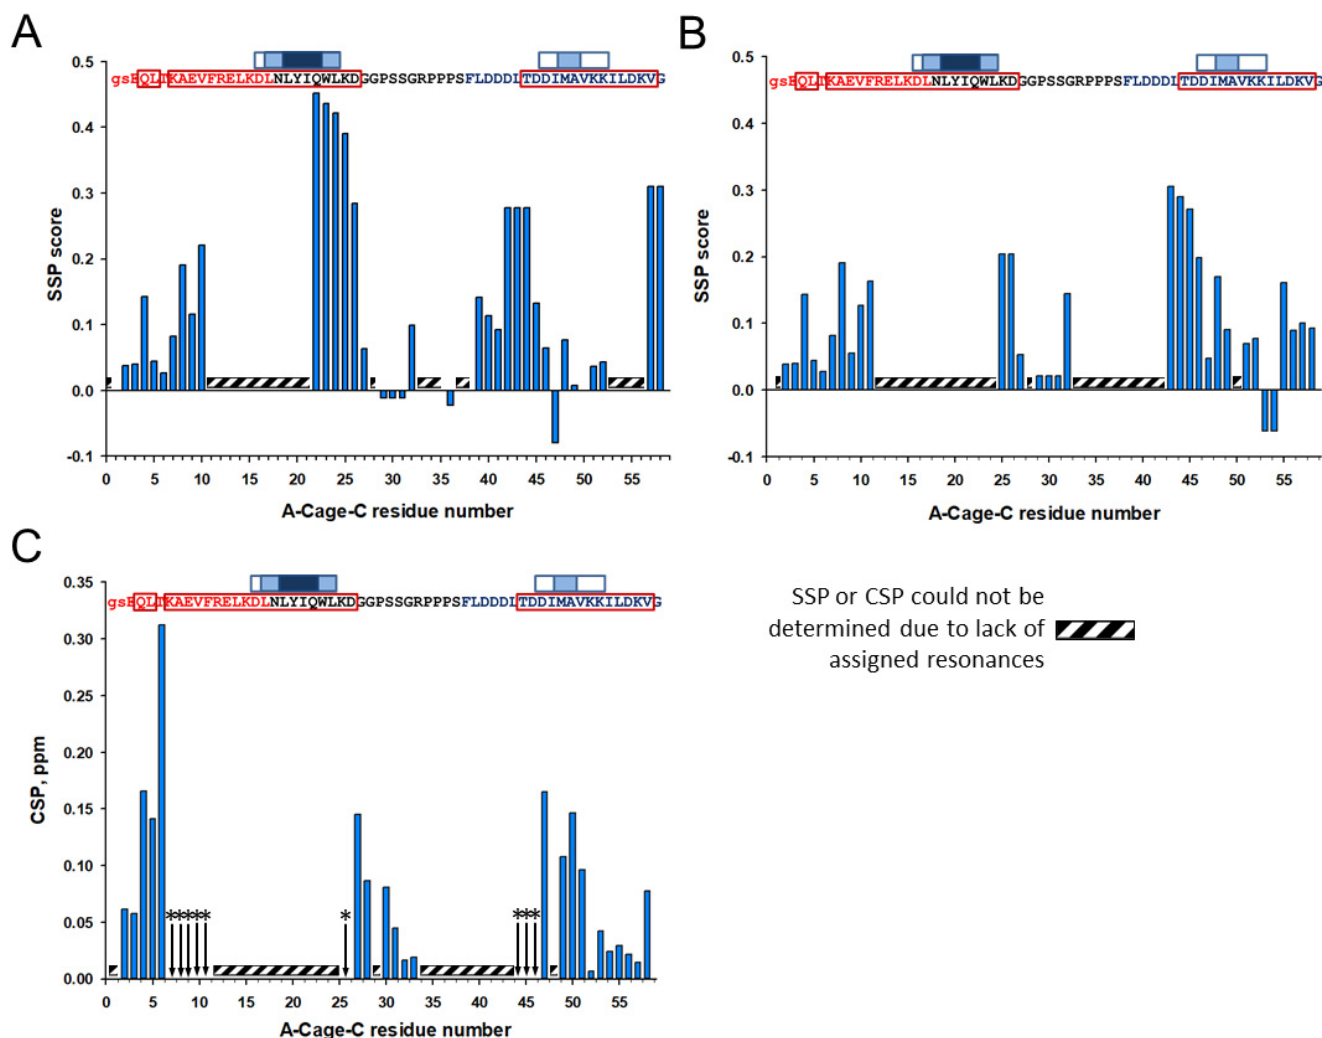 A
gsEQLTKAEVFRELKDLNLYIQWLKDGGPSSGRPPPSFLDDDLTDDIMAVKKILDKVG
0.5
0.4
0.3
0.2
0.1
0.0
-0.1
SSP score
0 5 10 15 20 25 30 35 40 45 50 55
A-Cage-C residue number
B
gsEQLTKAEVFRELKDLNLYIQWLKDGGPSSGRPPPSFLDDDLTDDIMAVKKILDKVG
0.5
0.4
0.3
0.2
0.1
0.0
-0.1
SSP score
0 5 10 15 20 25 30 35 40 45 50 55
A-Cage-C residue number
C
gsEQLTKAEVFRELKDLNLYIQWLKDGGPSSGRPPPSFLDDDLTDDIMAVKKILDKVG
0.35
0.30
0.25
0.20
0.15
0.10
0.05
0.00
CSP, ppm
***** * ***
0 5 10 15 20 25 30 35 40 45 50 55
A-Cage-C residue number
SSP or CSP could not be
determined due to lack of
assigned resonances